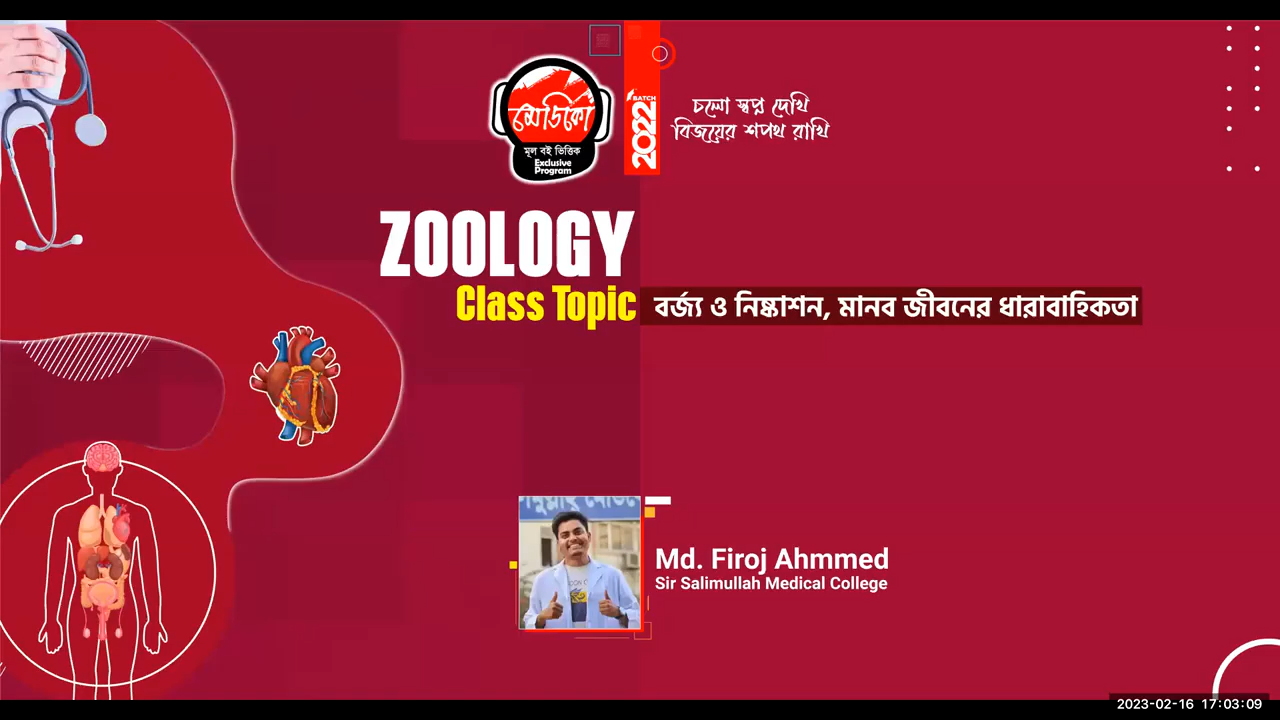 মেডিকো
মূল বই ভিত্তিক
Exclusive
Program
BATCH
2022
চলো স্বপ্ন দেখি
বিজয়ের শপথ রাখি
ZOOLOGY
Class Topic
বর্জ্য ও নিষ্কাশন, মানব জীবনের ধারাবাহিকতা
Md. Firoj Ahmmed
Sir Salimullah Medical College
2023-02-16 17:03:09